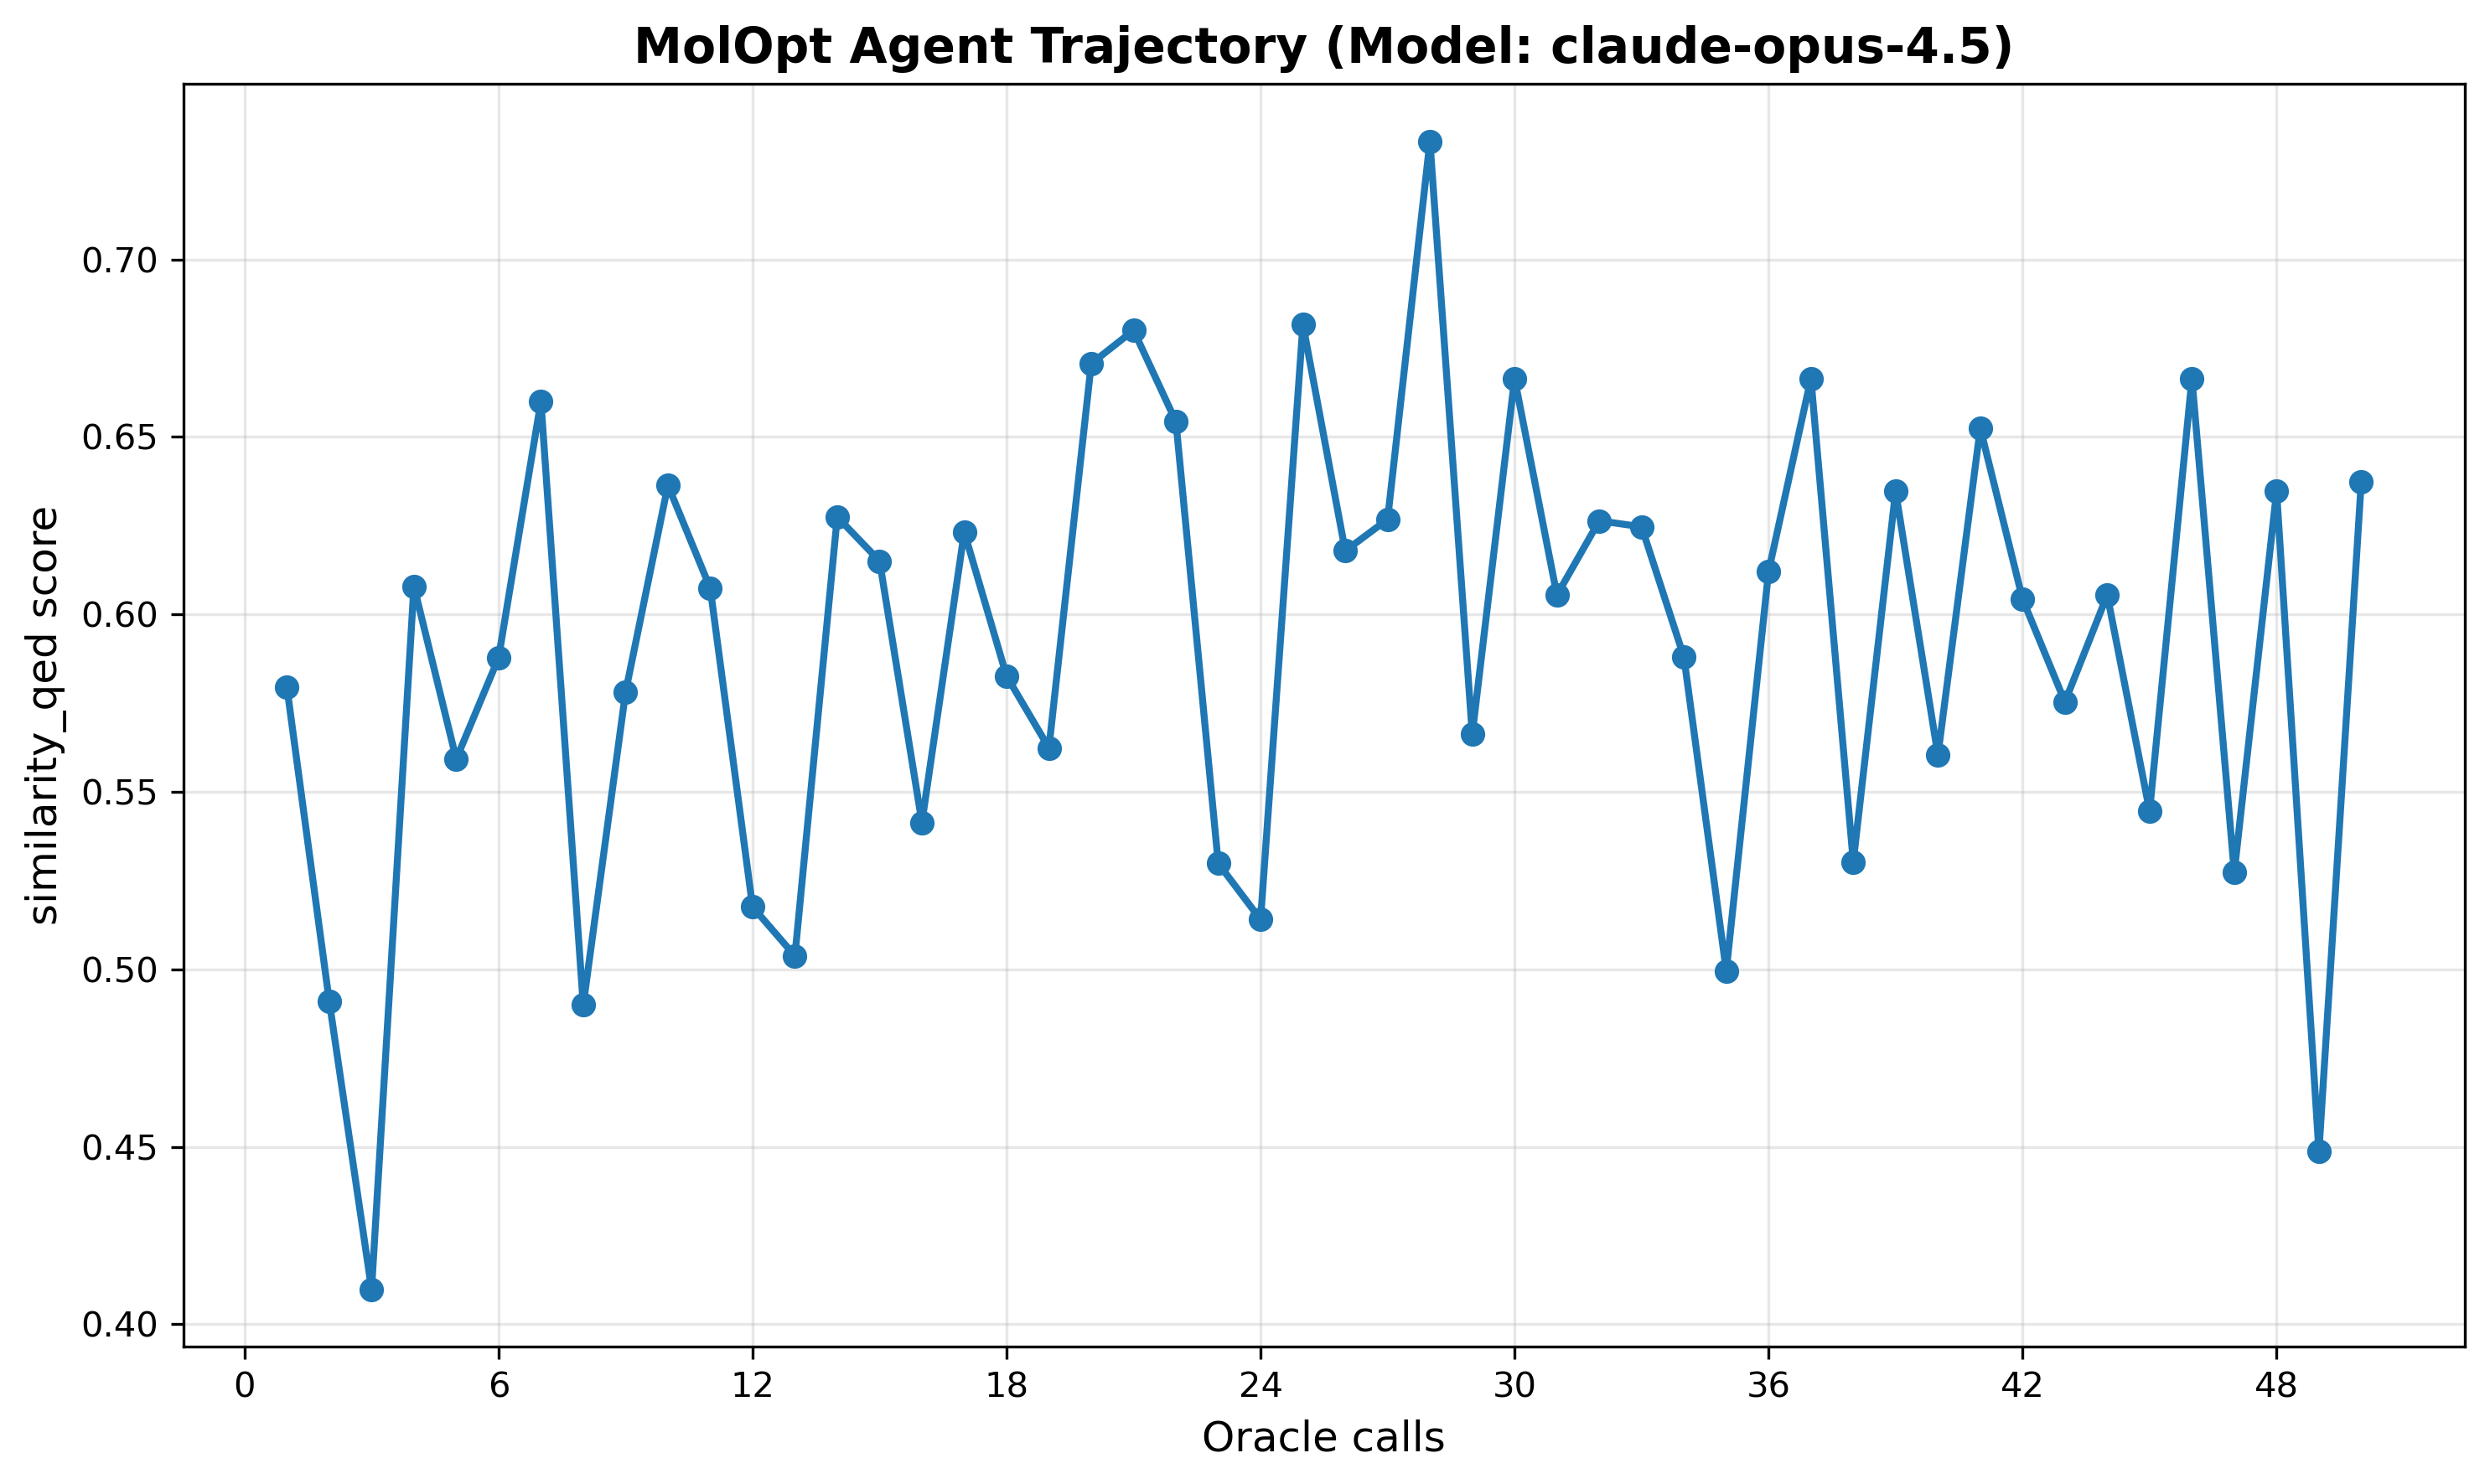 MolOpt Agent Trajectory (Model: claude-opus-4.5)
similarity_qed score
0.70
0.65
0.60
0.55
0.50
0.45
0.40
0 6 12 18 24 30 36 42 48
Oracle calls